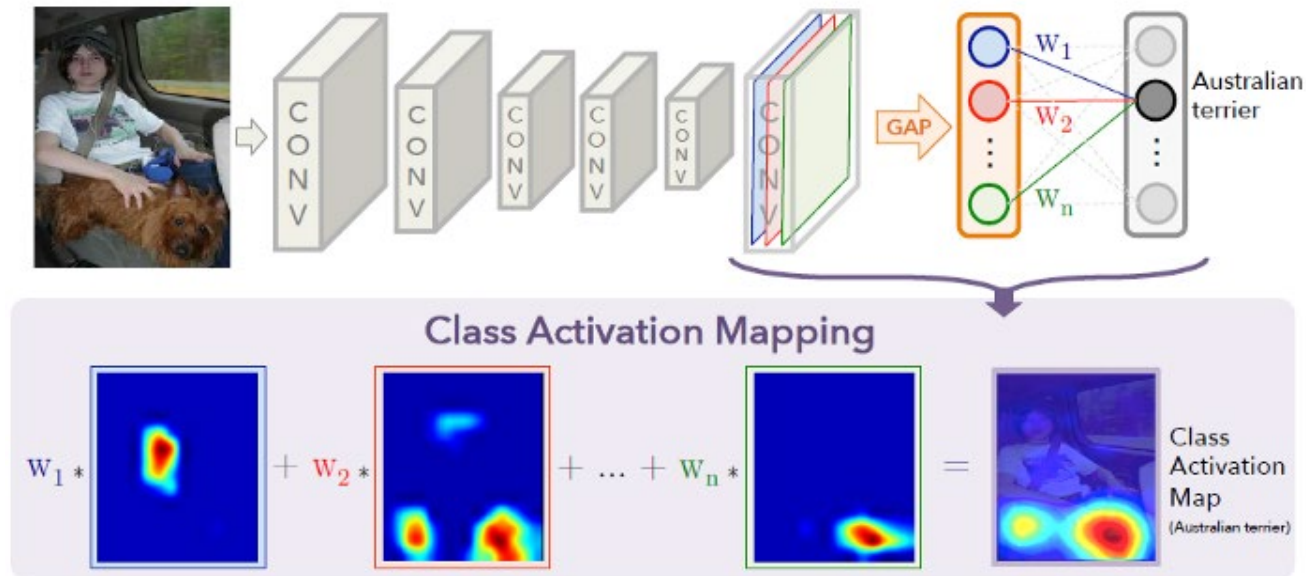 CONV
CONV
CONV
CONV
CONV
CONV
GAP
w1
w2
⋮
wn
⋮
Australian
terrier
Class Activation Mapping
w1 *
+ w2 *
+ ... + wn *
=
Class
Activation
Map
(Australian terrier)